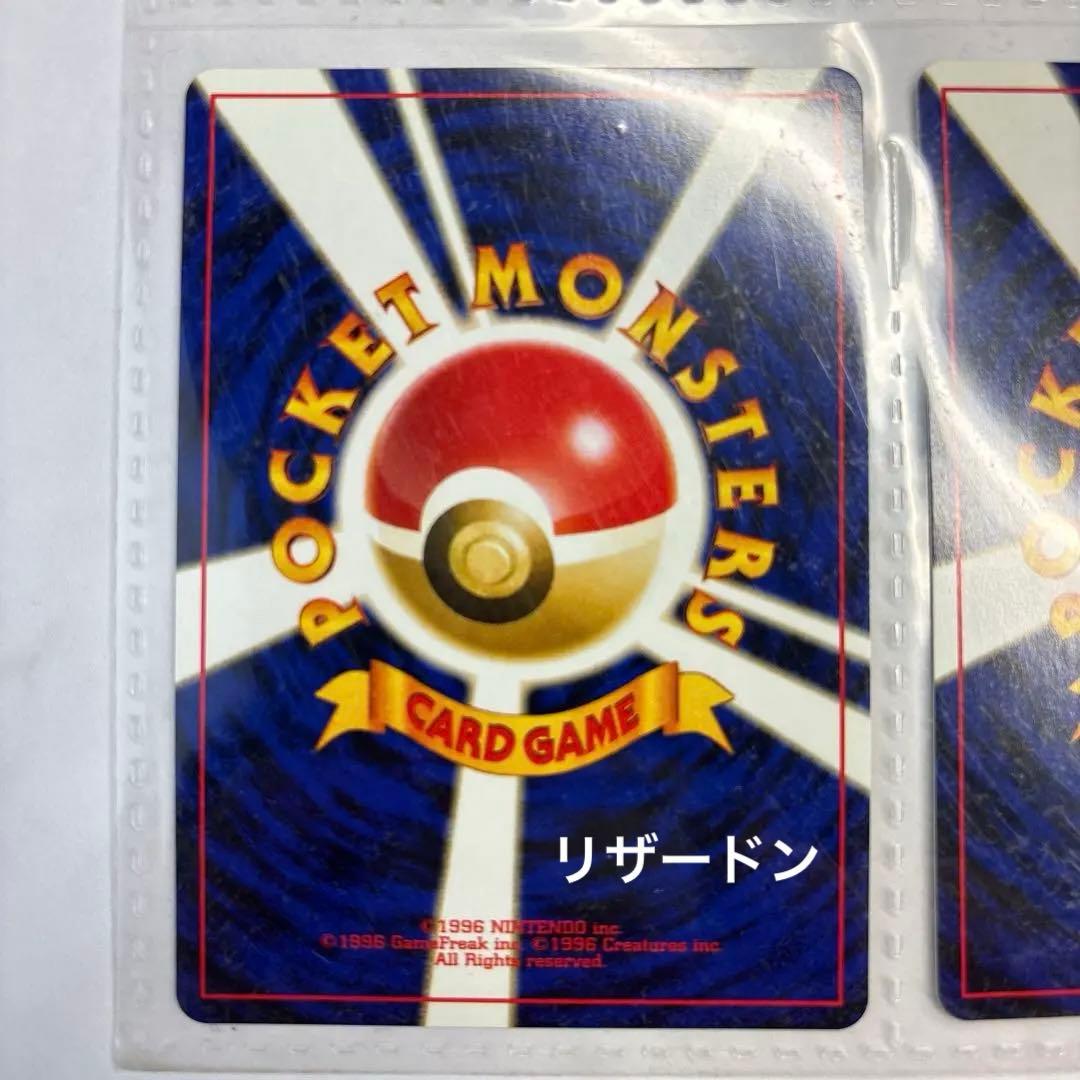 POCKET MONSTERS
CARD GAME
リザードン
©1996 NINTENDO inc.
©1996 GameFreak inc. ©1996 Creatures inc.
All Rights reserved.
POCK